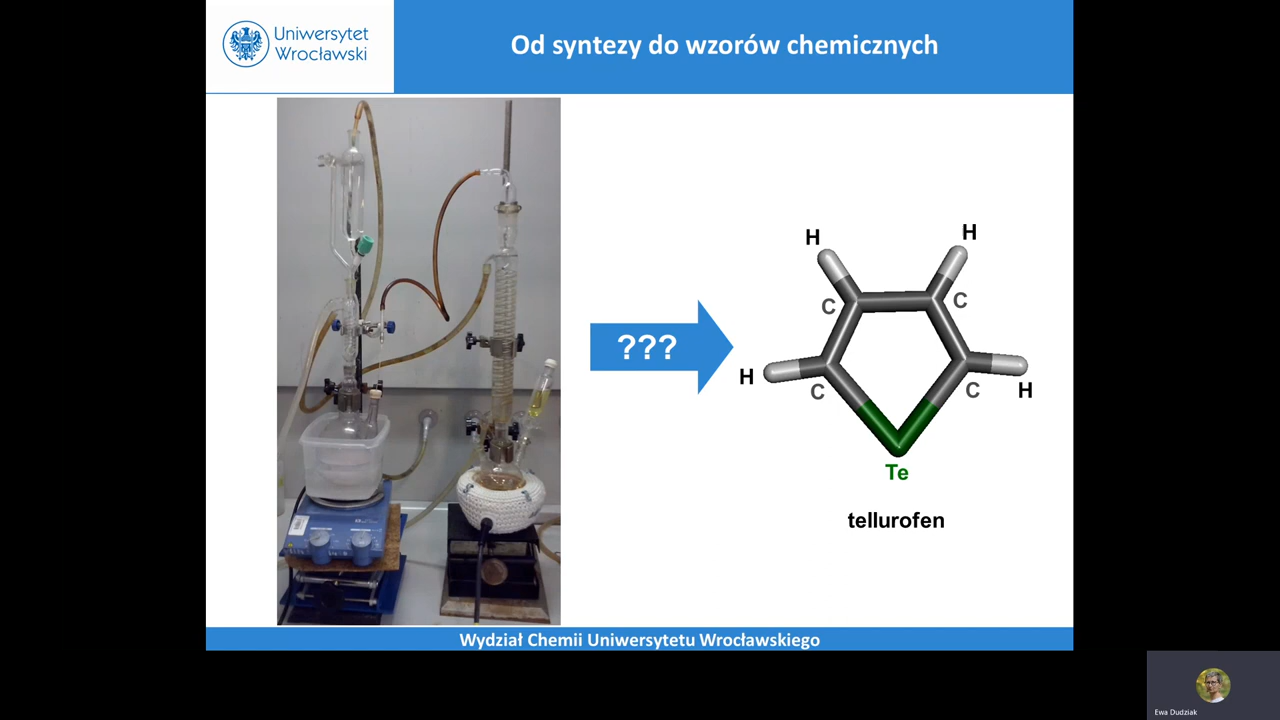 Uniwersytet
Wrocławski
Od syntezy do wzorów chemicznych
???
H
H
C
C
H
C
C
H
Te
tellurofen
Wydział Chemii Uniwersytetu Wrocławskiego
Ewa Dudziak